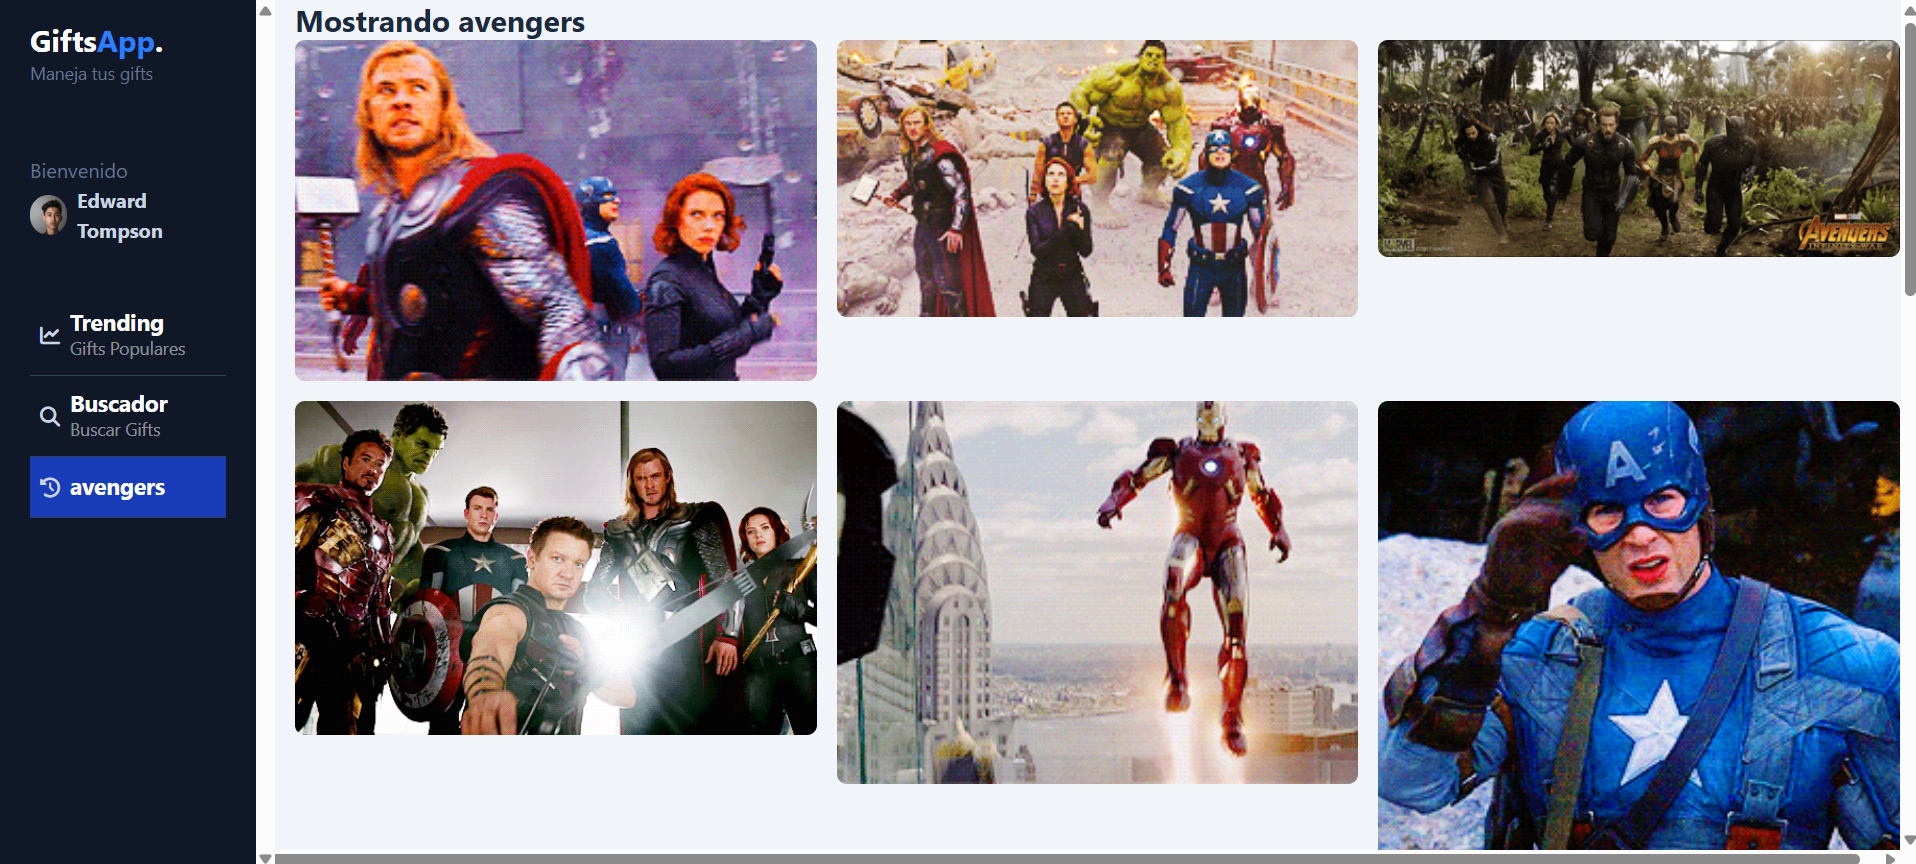 GiftsApp.
Maneja tus gifts
Bienvenido
Edward
Tompson
Trending
Gifts Populares
Buscador
Buscar Gifts
avengers
Mostrando avengers
MARVEL
AVENGERS
INFINITY WAR
A